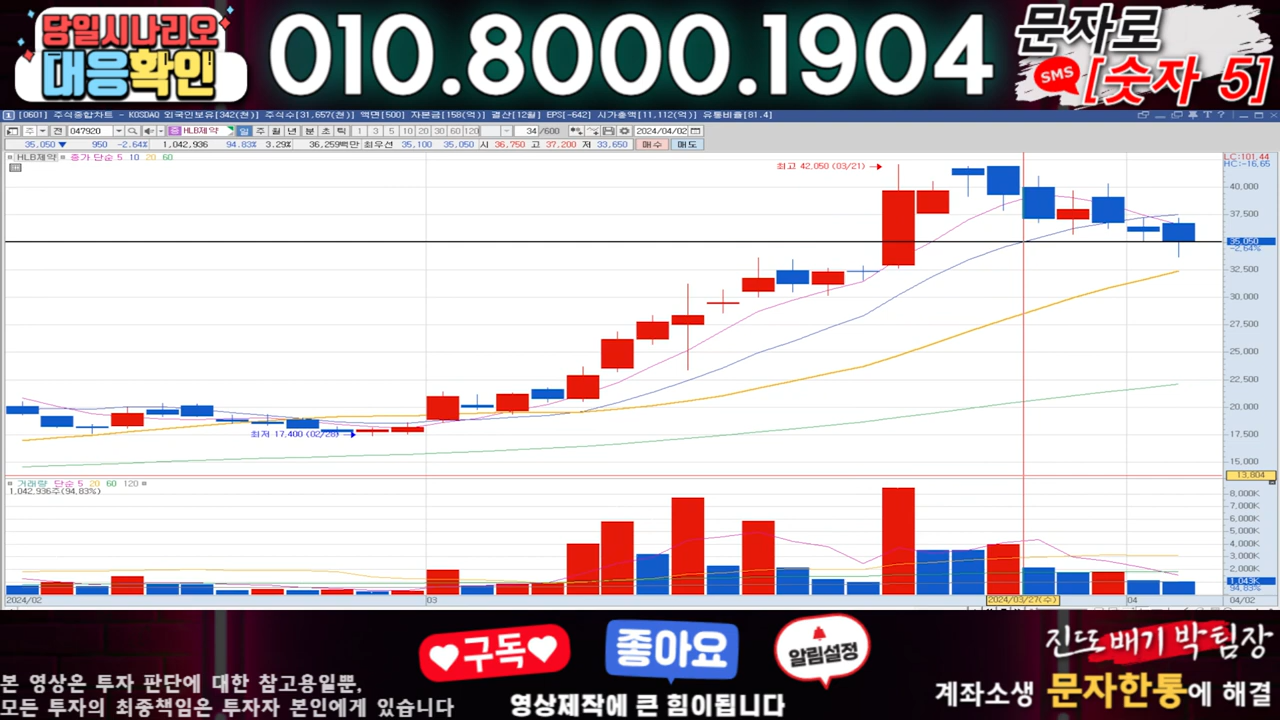 당일시나리오
대응확인
010.8000.1904
문자로
SMS [숫자 5]
[0601] 주식종합차트 - KOSDAQ 외국인보유[342(천)] 주식수[31,657(천)] 액면[500] 자본금[158(억)] 결산[12월] EPS[-642] 시가총액[11,112(억)] 유동비율[81.4]
주 전 047920 HLB제약 일 주 월 년 분 초 틱 1 3 5 10 20 30 60 120 34 /600 2024/04/02
35,050▼ 950 -2.64% 1,042,936 94.83% 3.29% 36,259백만 최우선 35,100 35,050 시 36,750 고 37,200 저 33,650 매수 매도
HLB제약 종가 단순 5 10 20 60
LC:101.44
HC:-16.65
최고 42,050 (03/21) →
40,000
37,500
35,050
-2.64%
32,500
30,000
27,500
25,000
22,500
20,000
최저 17,400 (02/28) →
17,500
15,000
13,804
거래량 단순 5 20 60 120
1,042,936주(94.83%)
8,000K
7,000K
6,000K
5,000K
4,000K
3,000K
2,000K
1,043K
94.83%
2024/02 03 2024/03/27(수) 04 04/02
구독 좋아요 알림설정
영상제작에 큰 힘이됩니다
본 영상은 투자 판단에 대한 참고용일뿐,
모든 투자의 최종책임은 투자자 본인에게 있습니다
진또배기 박팀장
계좌소생 문자한통에 해결